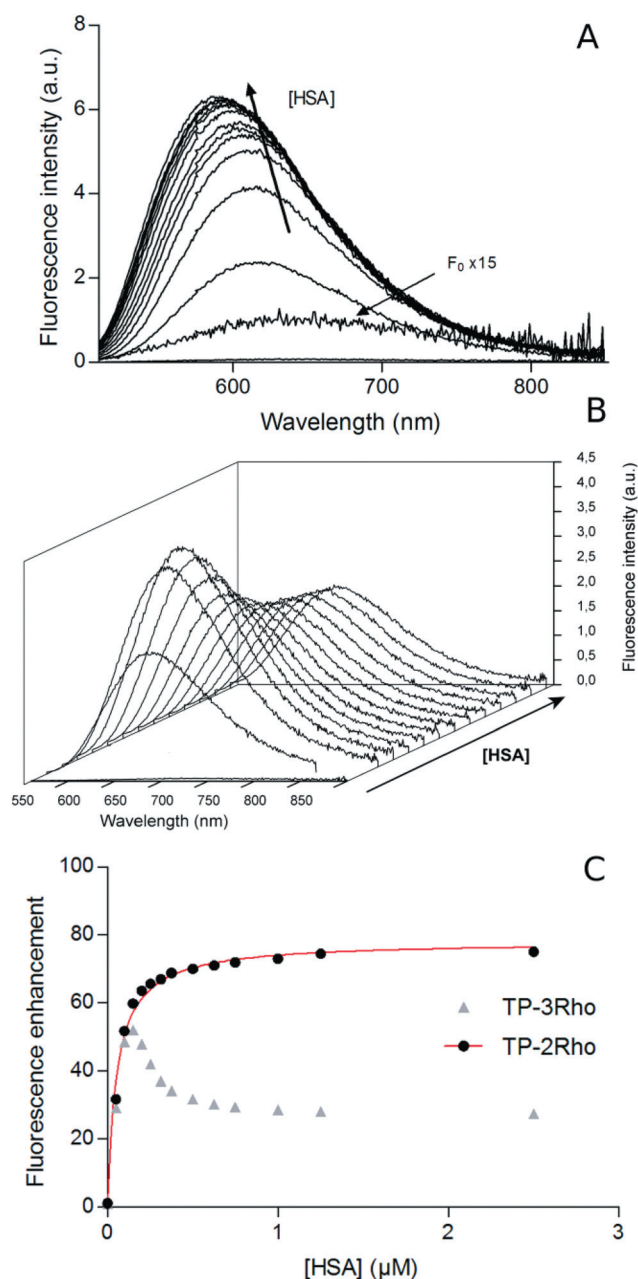 A
Fluorescence intensity (a.u.)
8
6
4
2
0
[HSA]
F0 x15
600
700
800
Wavelength (nm)
B
4,5
4,0
3,5
3,0
2,5
2,0
1,5
1,0
0,5
0,0
Fluorescence intensity (a.u.)
[HSA]
550
600
650
700
750
800
850
Wavelength (nm)
C
Fluorescence enhancement
100
80
60
40
20
0
TP-3Rho
TP-2Rho
0
1
2
3
[HSA] (µM)